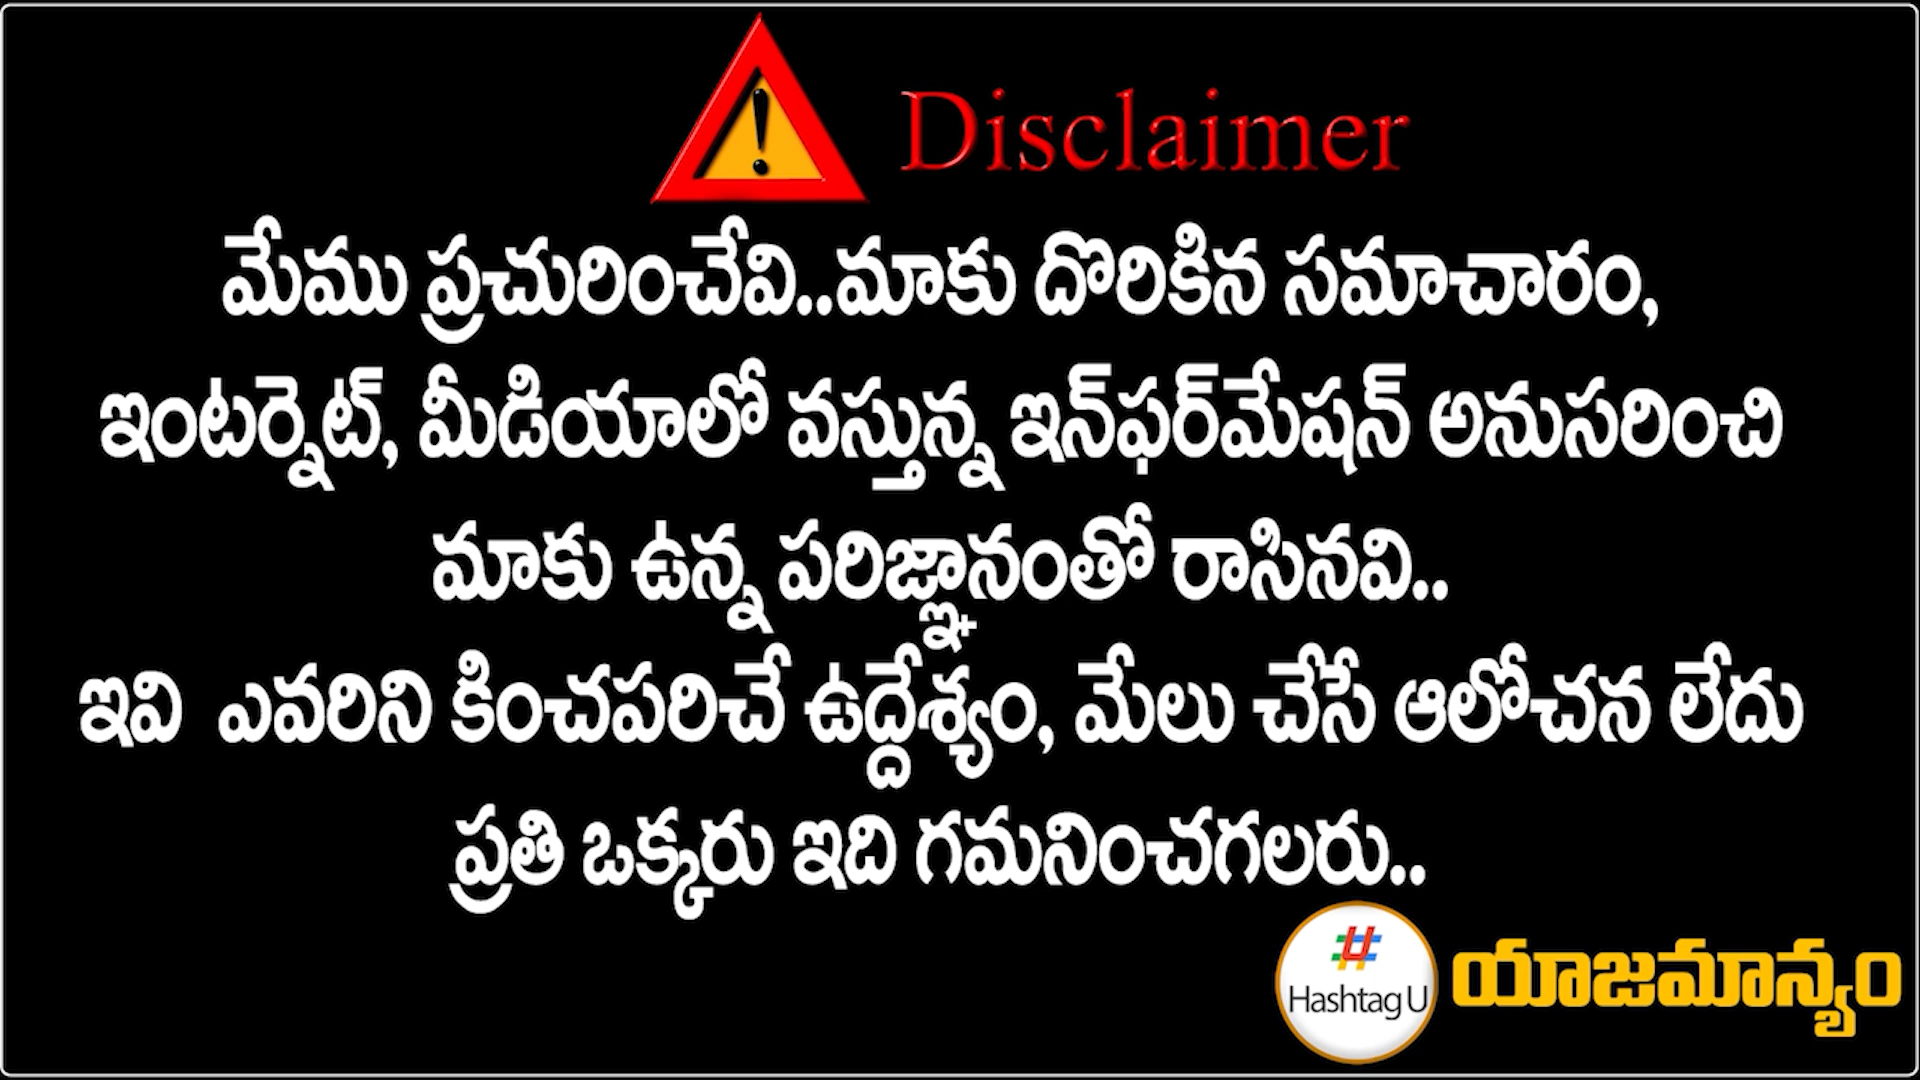 Disclaimer
మేము ప్రచురించేవి..మాకు దొరికిన సమాచారం,
ఇంటర్నెట్, మీడియాలో వస్తున్న ఇన్‌ఫర్‌మేషన్ అనుసరించి
మాకు ఉన్న పరిజ్ఞానంతో రాసినవి..
ఇవి ఎవరిని కించపరిచే ఉద్దేశ్యం, మేలు చేసే ఆలోచన లేదు
ప్రతి ఒక్కరు ఇది గమనించగలరు..
Hashtag U యాజమాన్యం